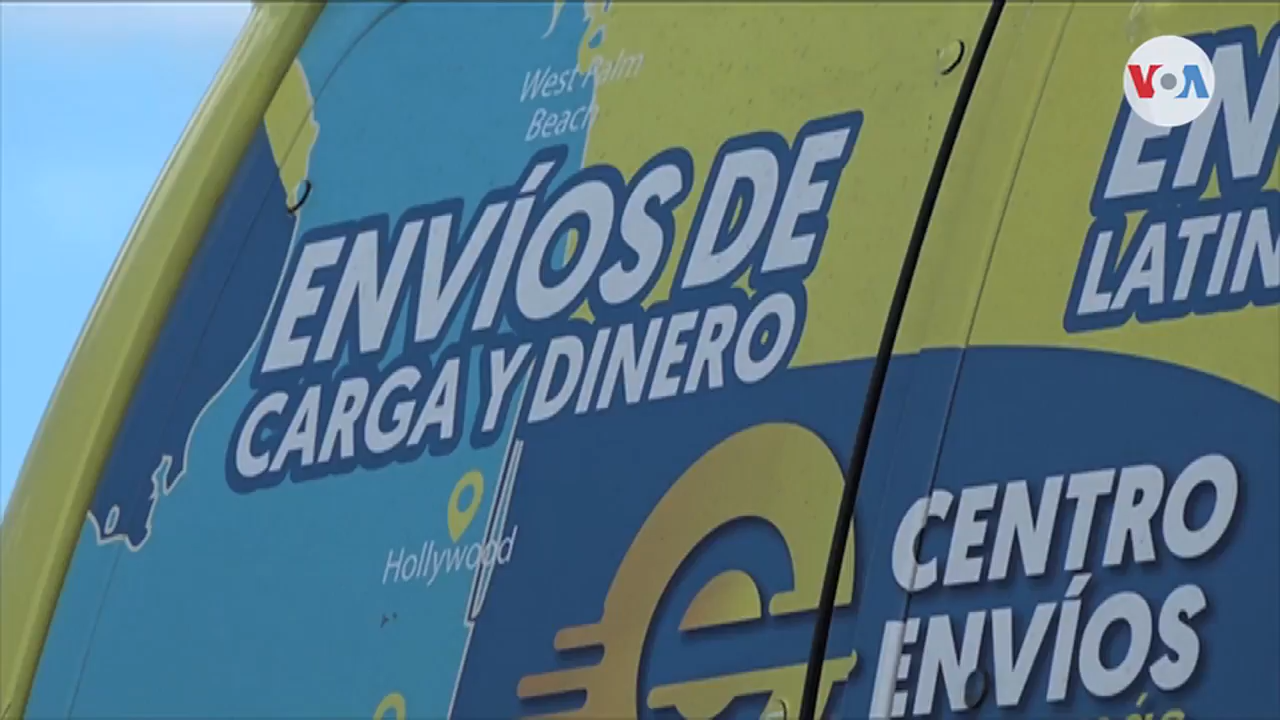 West Palm
Beach
ENVÍOS DE
CARGA Y DINERO
Hollywood
VOA
LATIN
CENTRO
ENVÍOS